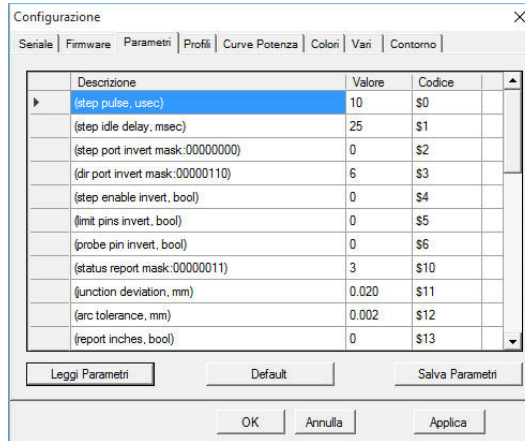 Configurazione
Seriale Firmware Parametri Profili Curve Potenza Colori Vari Contorno
Descrizione Valore Codice
(step pulse, usec) 10 $0
(step idle delay, msec) 25 $1
(step port invert mask:00000000) 0 $2
(dir port invert mask:00000110) 6 $3
(step enable invert, bool) 0 $4
(limit pins invert, bool) 0 $5
(probe pin invert, bool) 0 $6
(status report mask:00000011) 3 $10
(junction deviation, mm) 0.020 $11
(arc tolerance, mm) 0.002 $12
(report inches, bool) 0 $13
Leggi Parametri Default Salva Parametri
OK Annulla Applica